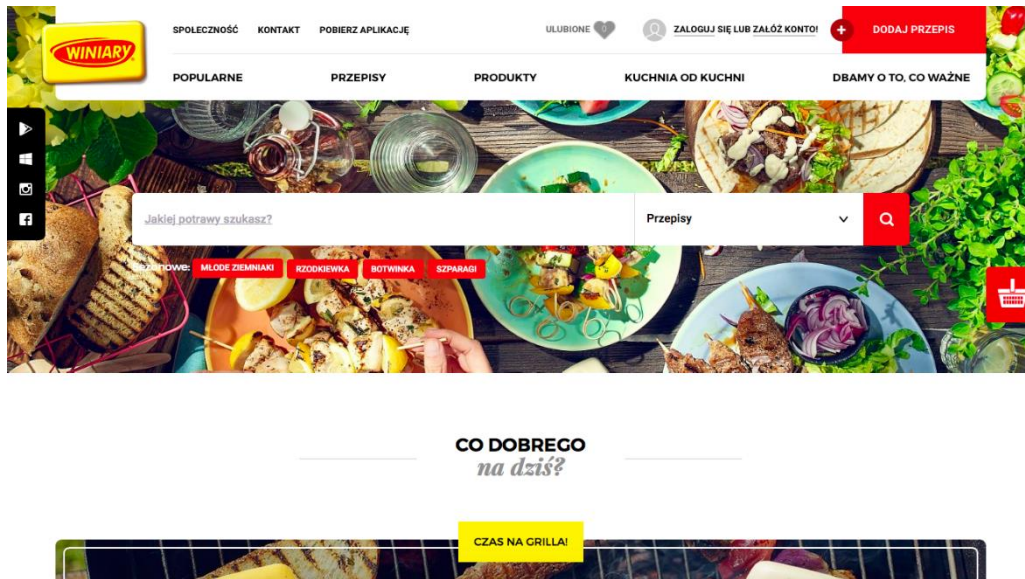 WINIARY
SPOŁECZNOŚĆ KONTAKT POBIERZ APLIKACJĘ ULUBIONE 0 ZALOGUJ SIĘ LUB ZAŁÓŻ KONTO! + DODAJ PRZEPIS
POPULARNE PRZEPISY PRODUKTY KUCHNIA OD KUCHNI DBAMY O TO, CO WAŻNE
Jakiej potrawy szukasz? Przepisy
Sezonowe: MŁODE ZIEMNIAKI RZODKIEWKA BOTWINKA SZPARAGI
CO DOBREGO
na dziś?
CZAS NA GRILLA!